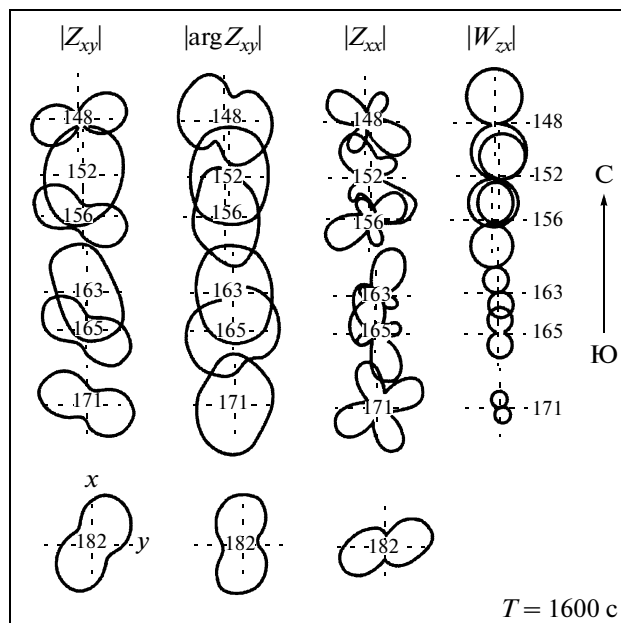 |Z_xy| |arg Z_xy| |Z_xx| |W_zx|
148 148 148 148
152 152 152 152
С
156 156 156 156
163 163 163 163
165 165 165 165
Ю
171 171 171 171
x
182 y 182 182
T = 1600 с